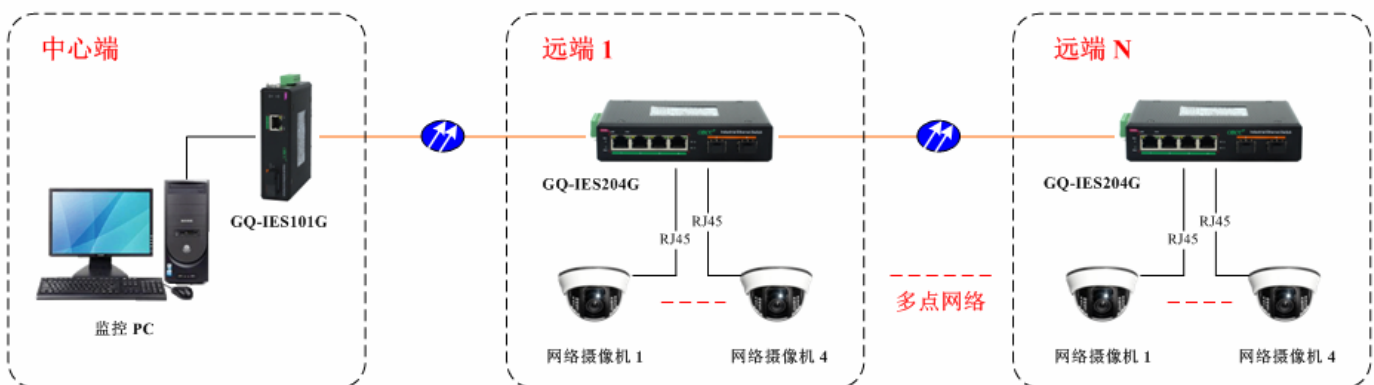 中心端
远端 1
远端 N
GQ-IES101G
GQ-IES204G
GQ-IES204G
RJ45
RJ45
RJ45
RJ45
多点网络
监控 PC
网络摄像机 1
网络摄像机 4
网络摄像机 1
网络摄像机 4